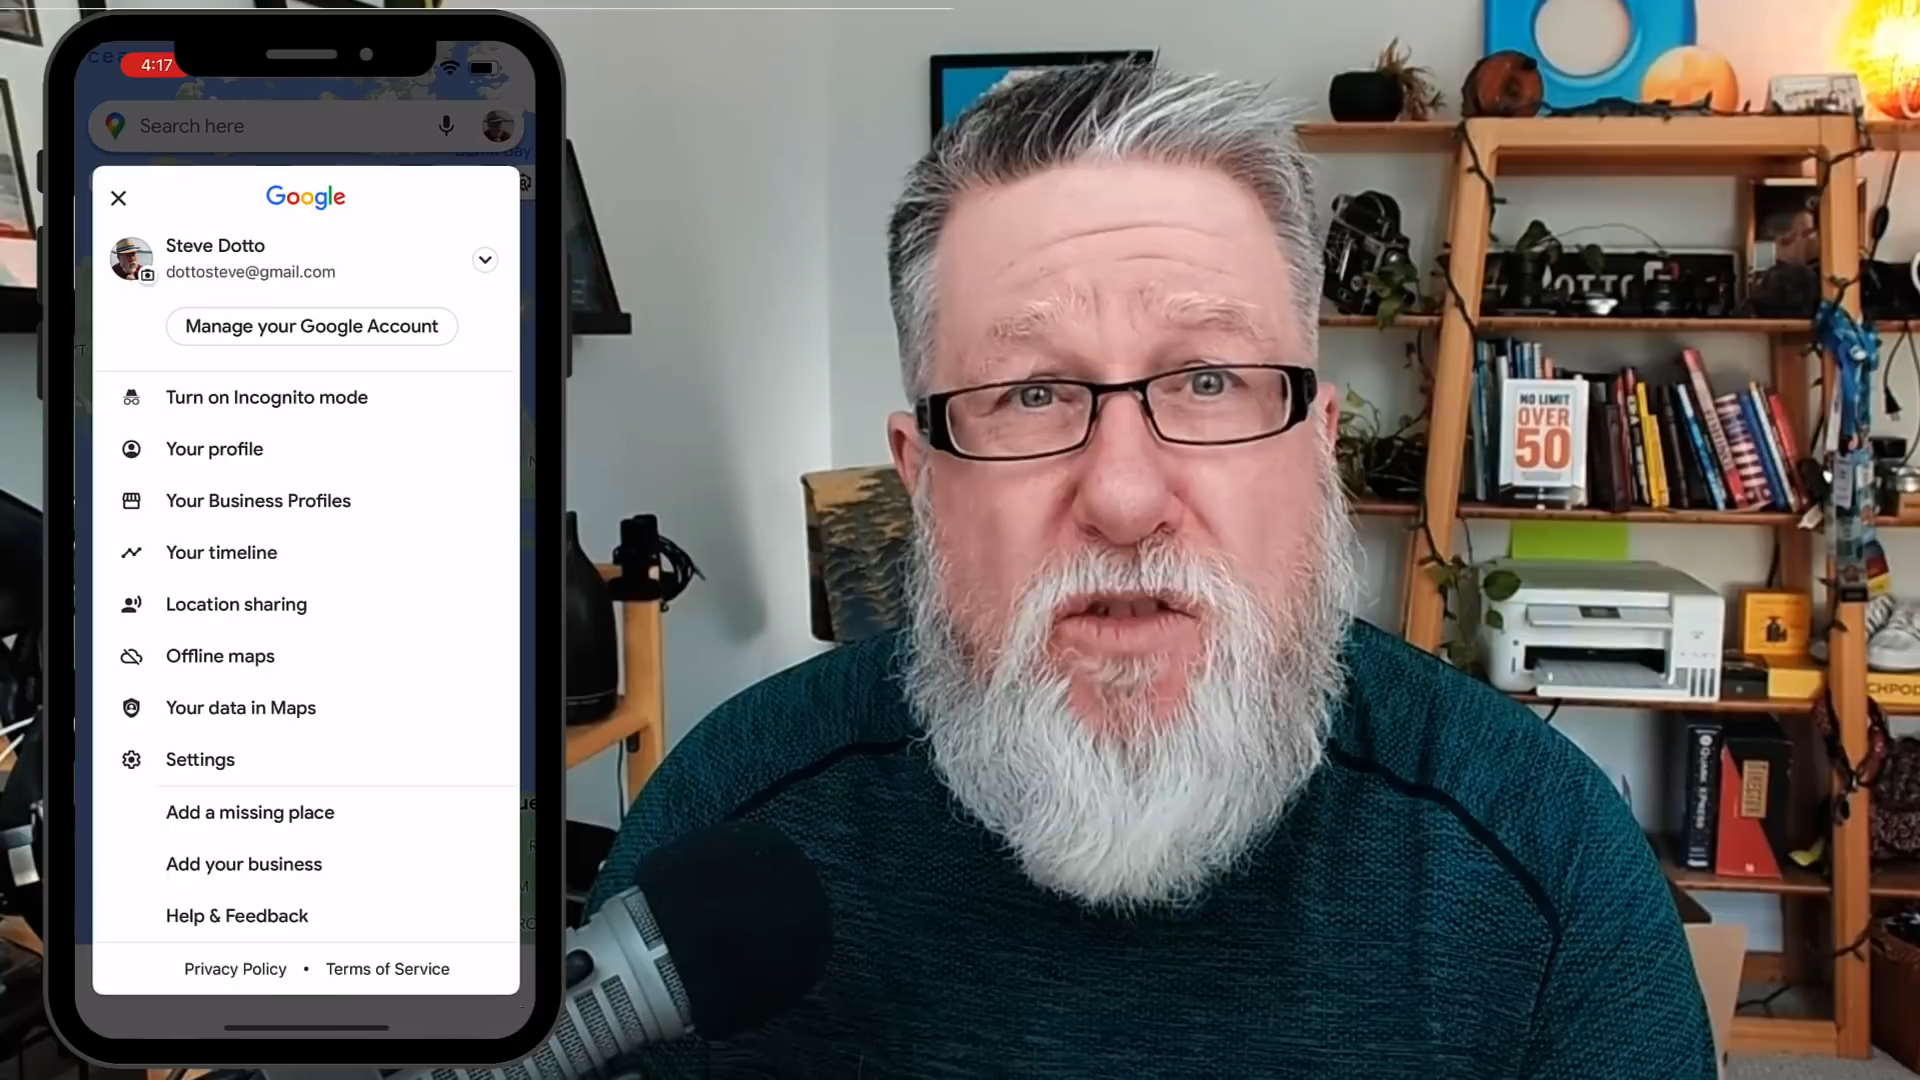 4:17
Search here
Google
Steve Dotto
dottosteve@gmail.com
Manage your Google Account
Turn on Incognito mode
Your profile
Your Business Profiles
Your timeline
Location sharing
Offline maps
Your data in Maps
Settings
Add a missing place
Add your business
Help & Feedback
Privacy Policy • Terms of Service
NO LIMIT
OVER
50